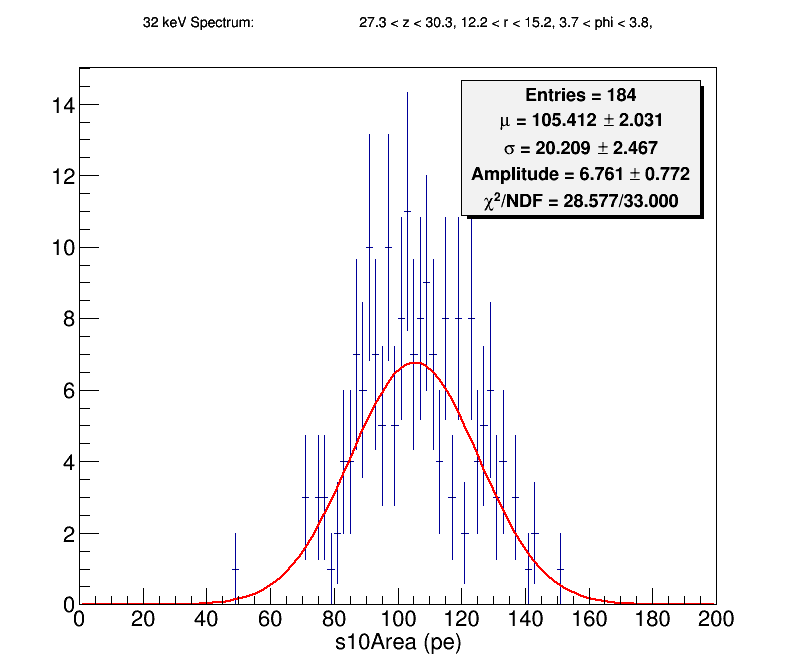 32 keV Spectrum: 27.3 < z < 30.3, 12.2 < r < 15.2, 3.7 < phi < 3.8,
Entries = 184
μ = 105.412 ± 2.031
σ = 20.209 ± 2.467
Amplitude = 6.761 ± 0.772
χ²/NDF = 28.577/33.000
14
12
10
8
6
4
2
0
0 20 40 60 80 100 120 140 160 180 200
s10Area (pe)